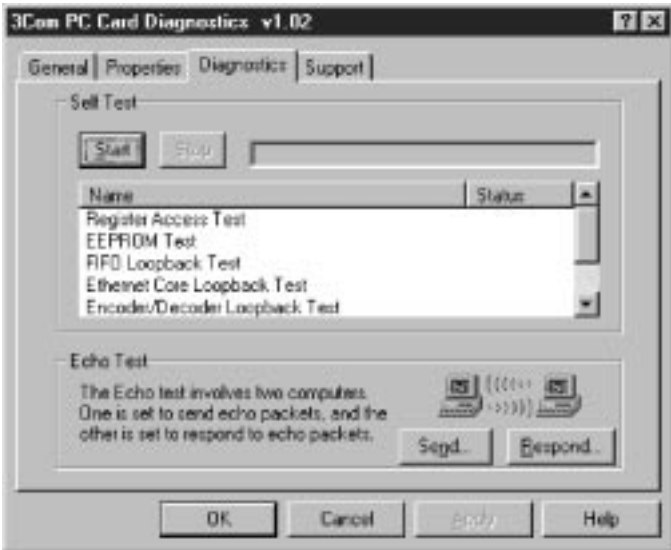 3Com PC Card Diagnostics v1.02
General Properties Diagnostics Support
Self Test
Start Stop
Name Status
Register Access Test
EEPROM Test
FIFO Loopback Test
Ethernet Core Loopback Test
Encoder/Decoder Loopback Test
Echo Test
The Echo test involves two computers.
One is set to send echo packets, and the
other is set to respond to echo packets.
Send... Respond...
OK Cancel Apply Help